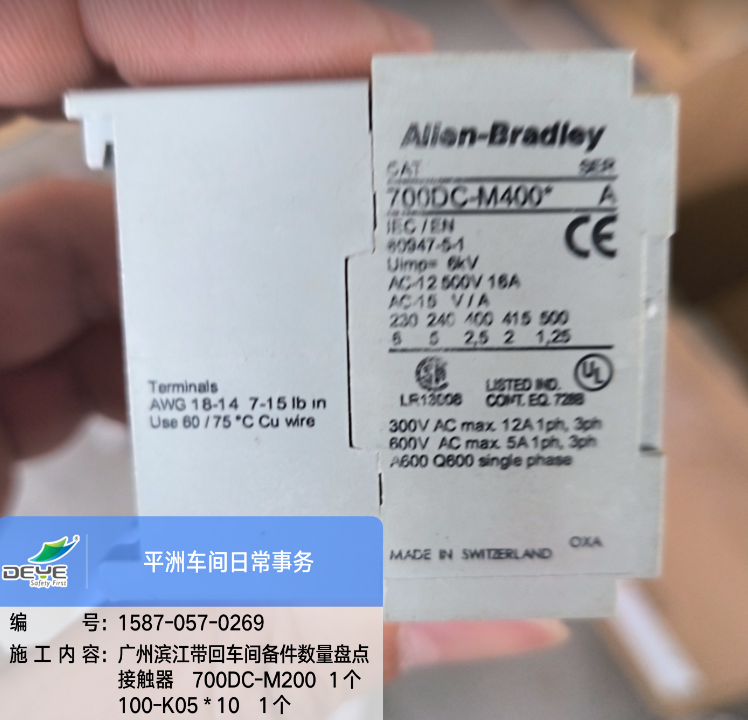 Allen-Bradley
CAT SER
700DC-M400* A
IEC/EN
60947-5-1
Uimp= 6kV
AC-12 500V 16A
AC-15 V/A
230 240 400 415 500
6 5 2,5 2 1,25
CE
LR13908
LISTED IND.
CONT. EQ. 728B
UL
300V AC max. 12A 1ph, 3ph
600V AC max. 5A 1ph, 3ph
A600 Q600 single phase
MADE IN SWITZERLAND
OXA
Terminals
AWG 18-14 7-15 lb in
Use 60/75 °C Cu wire
DEYE
Safety First
平洲车间日常事务
编号: 1587-057-0269
施工内容: 广州滨江带回车间备件数量盘点
接触器 700DC-M200 1个
100-K05*10 1个